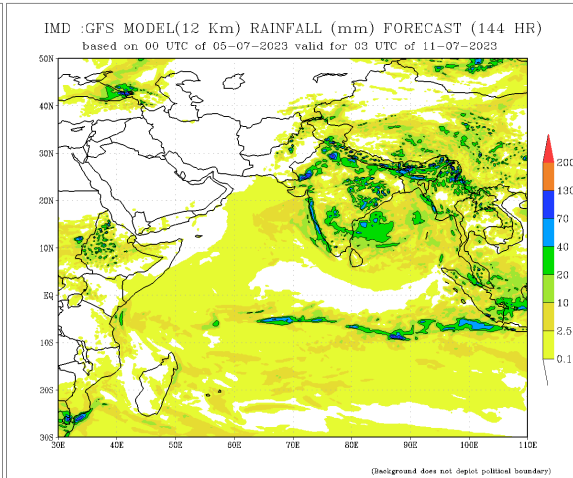 IMD :GFS MODEL(12 Km) RAINFALL (mm) FORECAST (144 HR)
based on 00 UTC of 05-07-2023 valid for 03 UTC of 11-07-2023
50N
40N
30N
20N
10N
EQ
10S
20S
30S
30E 40E 50E 60E 70E 80E 90E 100E 110E
200
130
70
40
20
10
2.5
0.1
(Background does not depict political boundary)